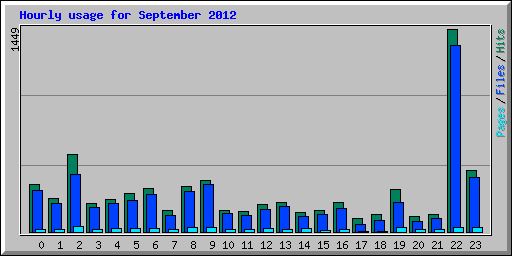 Hourly usage for September 2012
1449
Pages/Files/Hits
0 1 2 3 4 5 6 7 8 9 10 11 12 13 14 15 16 17 18 19 20 21 22 23